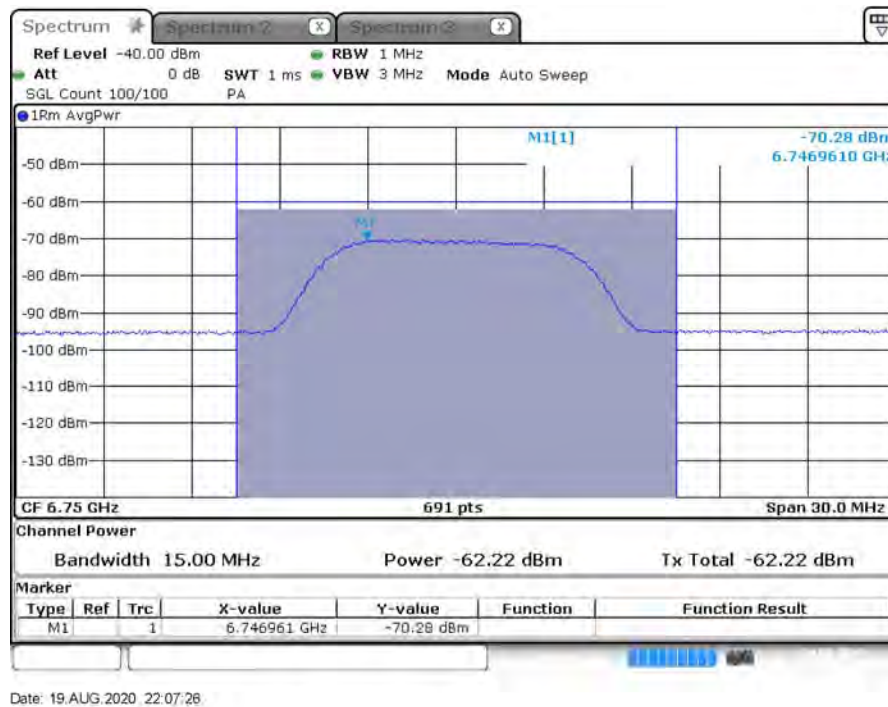 Spectrum Spectrum 2 X Spectrum 3 X
Ref Level -40.00 dBm RBW 1 MHz
Att 0 dB SWT 1 ms VBW 3 MHz Mode Auto Sweep
SGL Count 100/100 PA
1Rm AvgPwr
M1[1] -70.28 dBm
6.7469610 GHz
-50 dBm
-60 dBm
M1
-70 dBm
-80 dBm
-90 dBm
-100 dBm
-110 dBm
-120 dBm
-130 dBm
CF 6.75 GHz 691 pts Span 30.0 MHz
Channel Power
Bandwidth 15.00 MHz Power -62.22 dBm Tx Total -62.22 dBm
Marker
Type Ref Trc X-value Y-value Function Function Result
M1 1 6.746961 GHz -70.28 dBm
Date: 19.AUG.2020 22:07:26